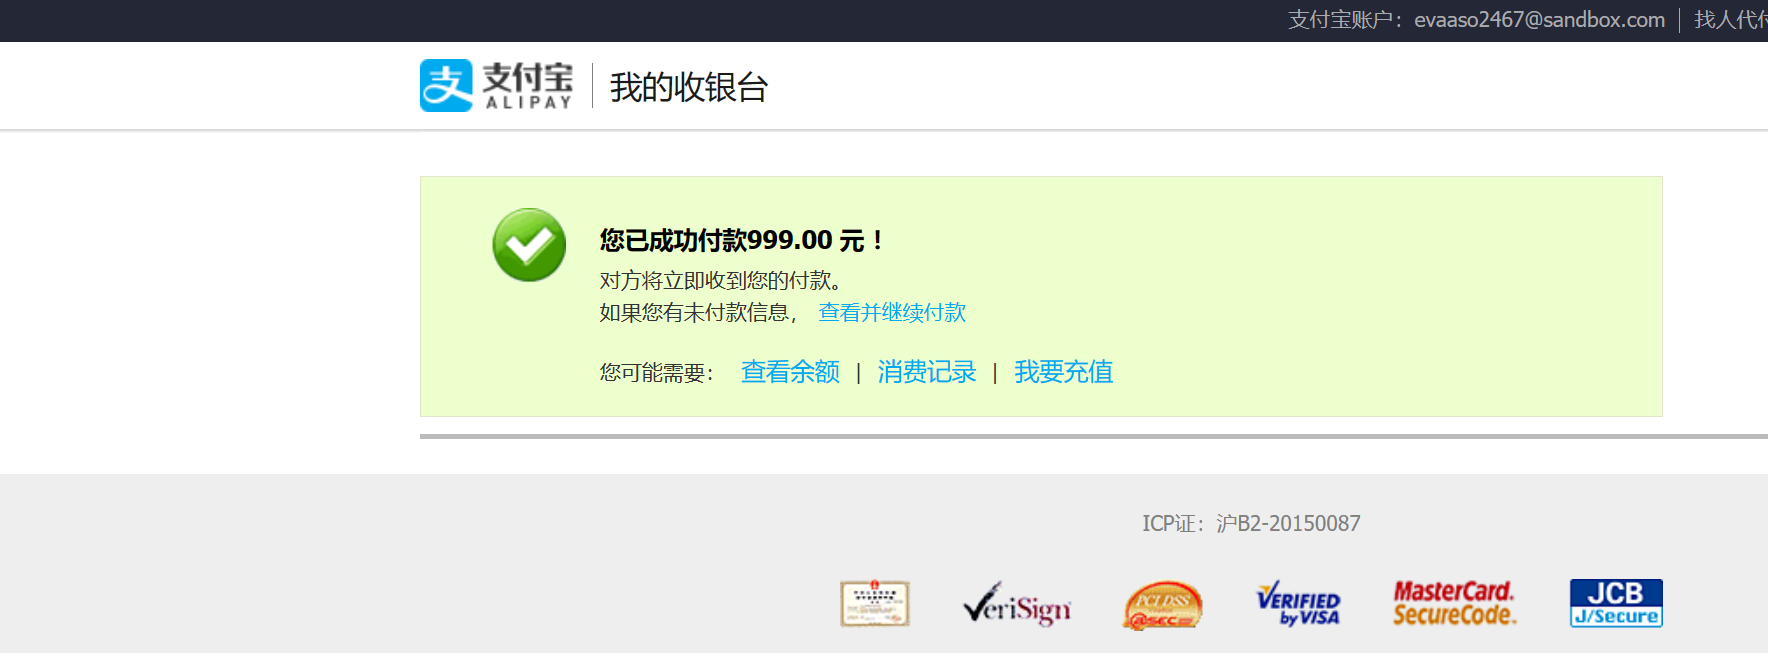 支付宝账户：evaaso2467@sandbox.com | 找人代付
支付宝 | 我的收银台
ALIPAY
您已成功付款999.00 元！
对方将立即收到您的付款。
如果您有未付款信息， 查看并继续付款
您可能需要： 查看余额 | 消费记录 | 我要充值
ICP证：沪B2-20150087
VeriSign
PCI DSS
VERIFIED
by VISA
MasterCard.
SecureCode.
JCB
J/Secure